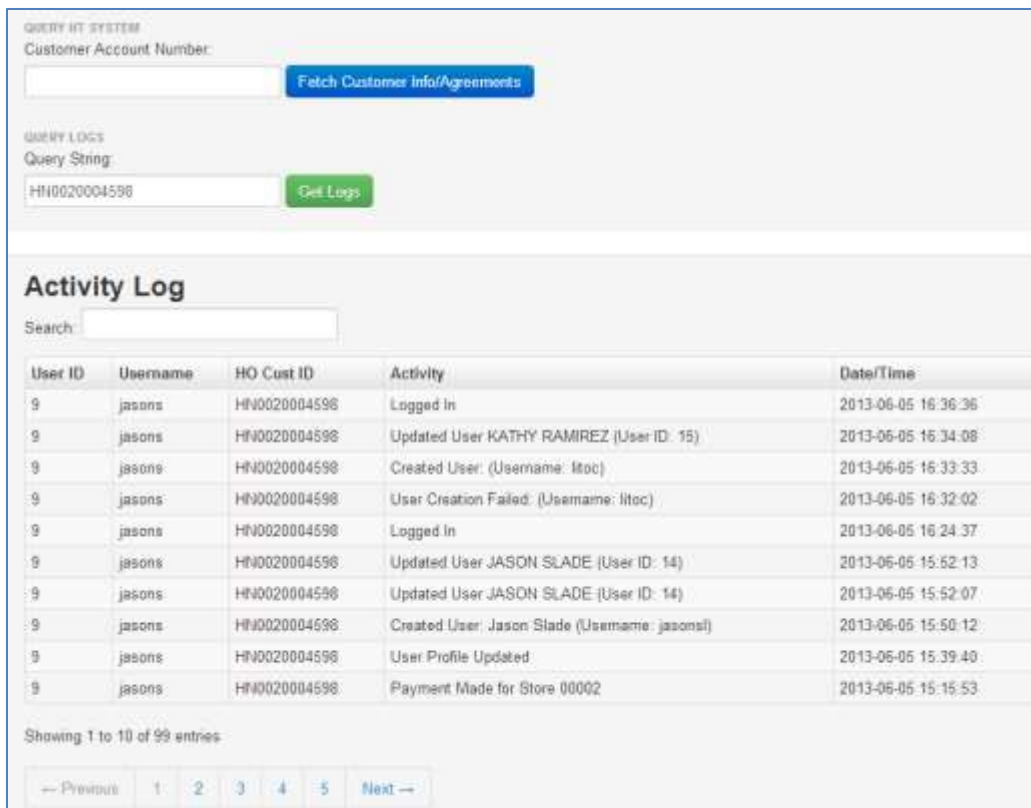 QUERY HT SYSTEM
Customer Account Number:
Fetch Customer Info/Agreements
QUERY LOGS
Query String:
HN0020004598 Get Logs
Activity Log
Search:
User ID Username HO Cust ID Activity Date/Time
9 jasons HN0020004598 Logged In 2013-06-05 16:36:36
9 jasons HN0020004598 Updated User KATHY RAMIREZ (User ID: 15) 2013-06-05 16:34:08
9 jasons HN0020004598 Created User: (Username: litoc) 2013-06-05 16:33:33
9 jasons HN0020004598 User Creation Failed: (Username: litoc) 2013-06-05 16:32:02
9 jasons HN0020004598 Logged In 2013-06-05 16:24:37
9 jasons HN0020004598 Updated User JASON SLADE (User ID: 14) 2013-06-05 15:52:13
9 jasons HN0020004598 Updated User JASON SLADE (User ID: 14) 2013-06-05 15:52:07
9 jasons HN0020004598 Created User: Jason Slade (Username: jasonsl) 2013-06-05 15:50:12
9 jasons HN0020004598 User Profile Updated 2013-06-05 15:39:40
9 jasons HN0020004598 Payment Made for Store 00002 2013-06-05 15:15:53
Showing 1 to 10 of 99 entries
← Previous 1 2 3 4 5 Next →